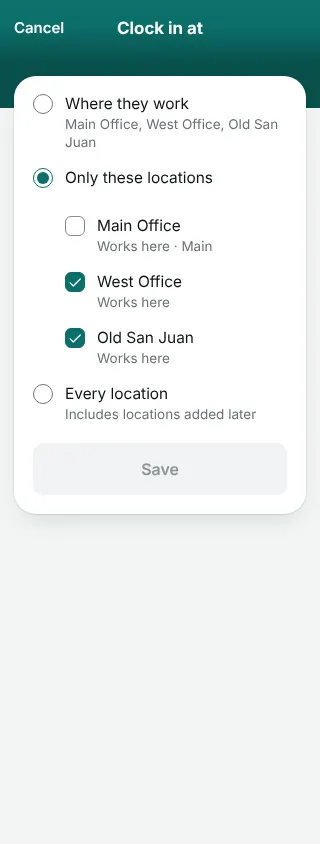 Cancel
Clock in at
Where they work
Main Office, West Office, Old San
Juan
Only these locations
Main Office
Works here · Main
West Office
Works here
Old San Juan
Works here
Every location
Includes locations added later
Save